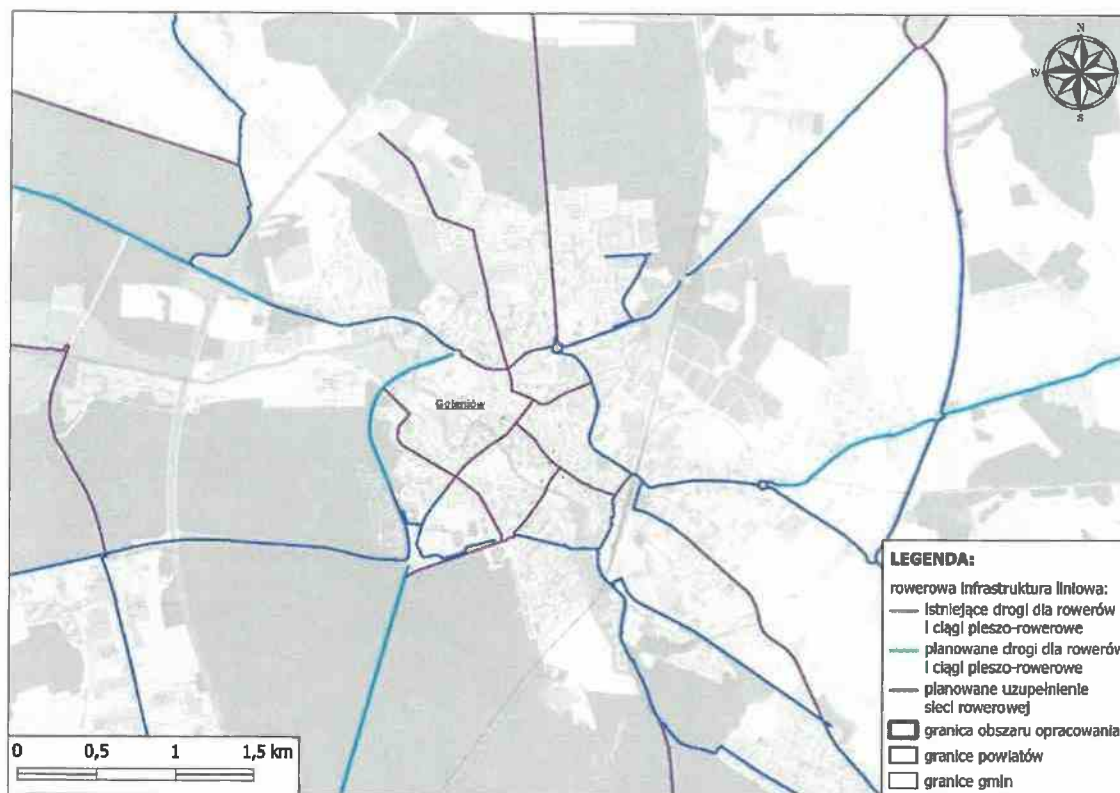 N
W
S
Goleniów
LEGENDA:
rowerowa infrastruktura liniowa:
istniejące drogi dla rowerów
i ciągi pieszo-rowerowe
planowane drogi dla rowerów
i ciągi pieszo-rowerowe
planowane uzupełnienie
sieci rowerowej
granica obszaru opracowania
granice powiatów
granice gmin
0 0,5 1 1,5 km